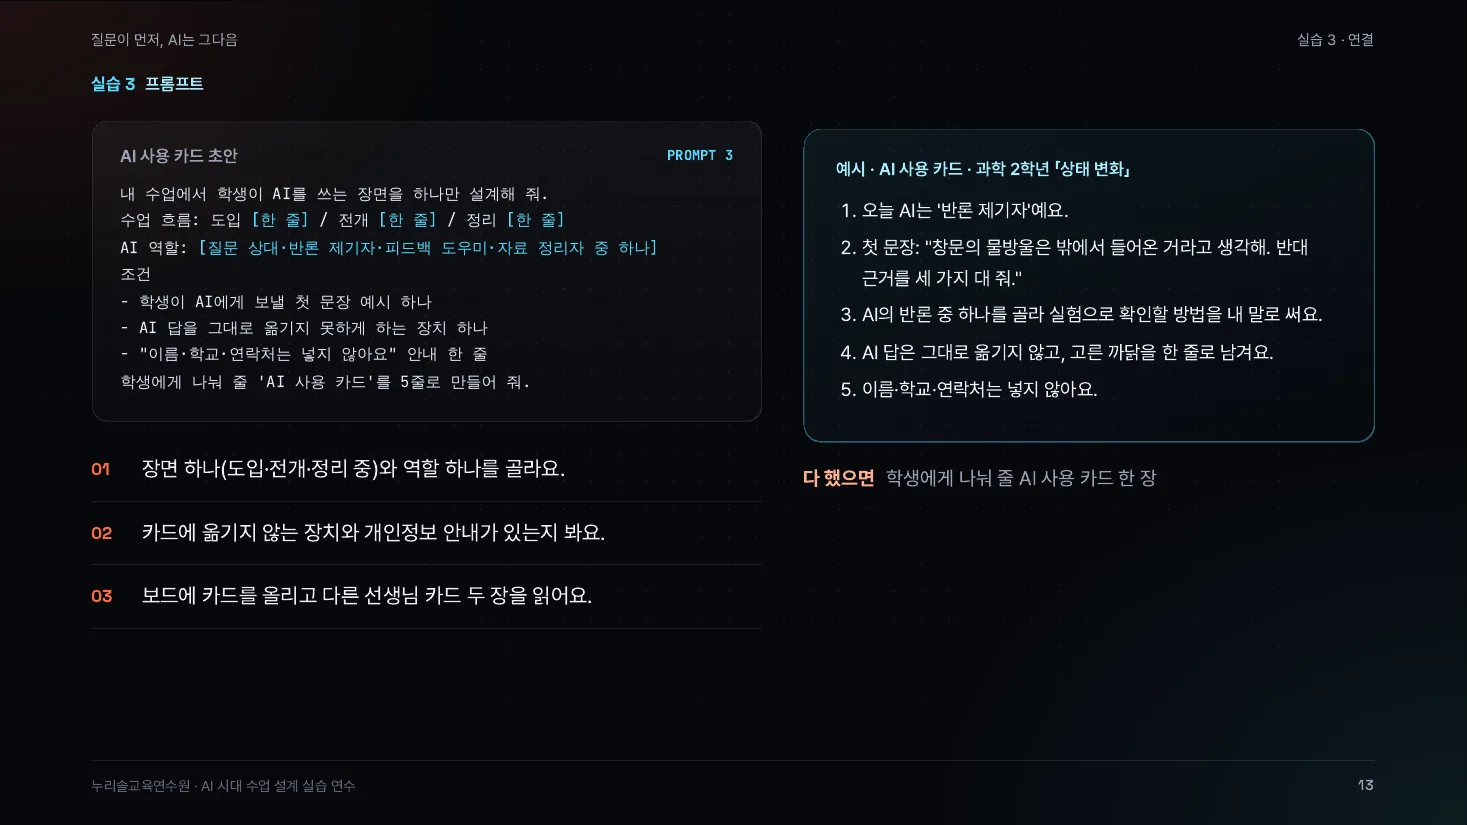 질문이 먼저, AI는 그다음
실습 3 · 연결
실습 3 프롬프트
AI 사용 카드 초안
PROMPT 3
내 수업에서 학생이 AI를 쓰는 장면을 하나만 설계해 줘.
수업 흐름: 도입 [한 줄] / 전개 [한 줄] / 정리 [한 줄]
AI 역할: [질문 상대·반론 제기자·피드백 도우미·자료 정리자 중 하나]
조건
- 학생이 AI에게 보낼 첫 문장 예시 하나
- AI 답을 그대로 옮기지 못하게 하는 장치 하나
- "이름·학교·연락처는 넣지 않아요" 안내 한 줄
학생에게 나눠 줄 'AI 사용 카드'를 5줄로 만들어 줘.
01 장면 하나(도입·전개·정리 중)와 역할 하나를 골라요.
02 카드에 옮기지 않는 장치와 개인정보 안내가 있는지 봐요.
03 보드에 카드를 올리고 다른 선생님 카드 두 장을 읽어요.
예시 · AI 사용 카드 · 과학 2학년 「상태 변화」
1. 오늘 AI는 '반론 제기자'예요.
2. 첫 문장: "창문의 물방울은 밖에서 들어온 거라고 생각해. 반대
근거를 세 가지 대 줘."
3. AI의 반론 중 하나를 골라 실험으로 확인할 방법을 내 말로 써요.
4. AI 답은 그대로 옮기지 않고, 고른 까닭을 한 줄로 남겨요.
5. 이름·학교·연락처는 넣지 않아요.
다 했으면 학생에게 나눠 줄 AI 사용 카드 한 장
누리솔교육연수원 · AI 시대 수업 설계 실습 연수
13